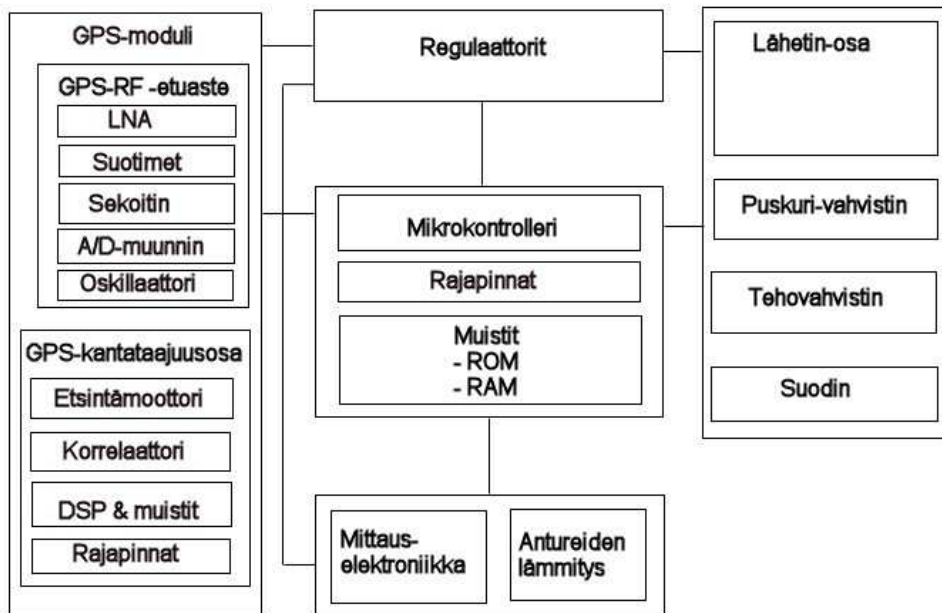 GPS-moduli
GPS-RF -etuaste
LNA
Suotimet
Sekoitin
A/D-muunnin
Oskillaattori
GPS-kantataajuusosa
Etsintämoottori
Korrelaattori
DSP & muistit
Rajapinnat
Regulaattorit
Mikrokontrolleri
Rajapinnat
Muistit
- ROM
- RAM
Mittaus-
elektroniikka
Antureiden
lämmitys
Lähetin-osa
Puskuri-vahvistin
Tehovahvistin
Suodin